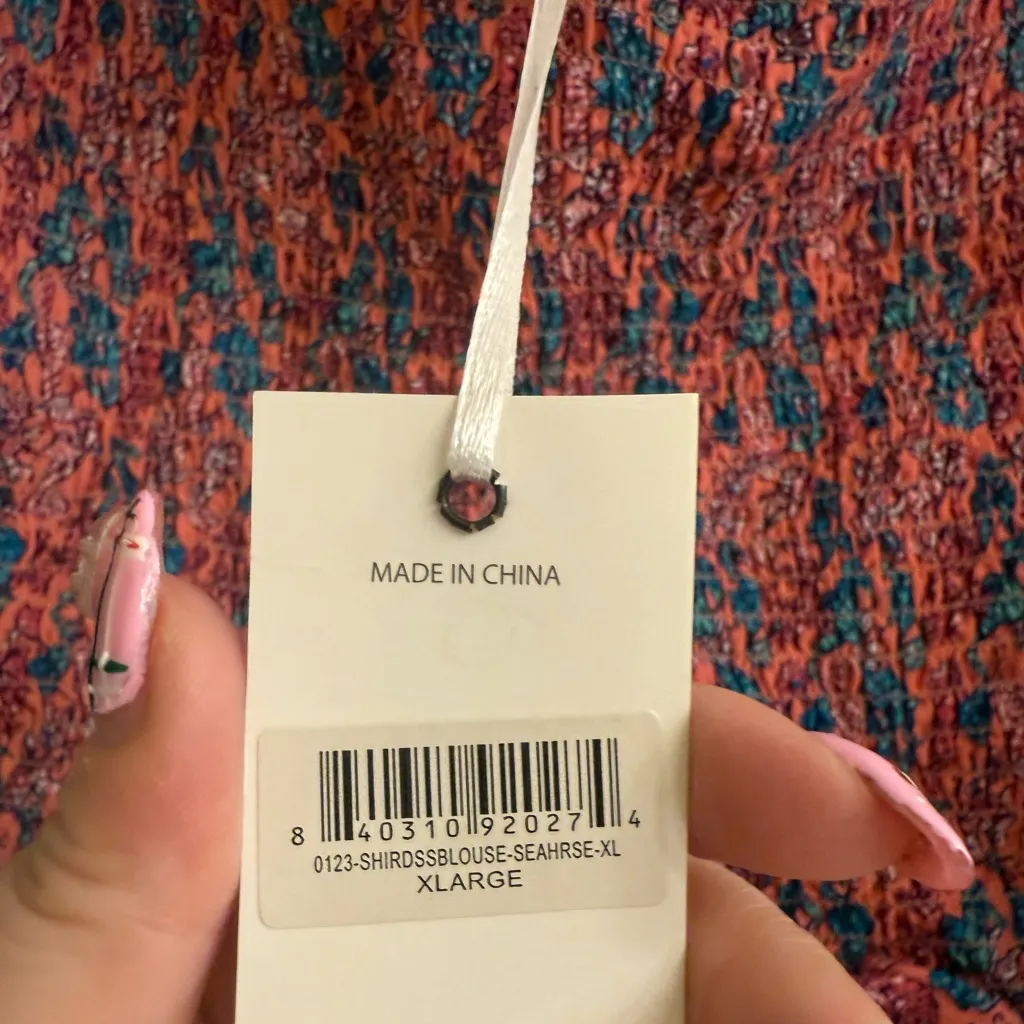 MADE IN CHINA
8 40310 92027 4
0123-SHIRDSSBLOUSE-SEAHRSE-XL
XLARGE